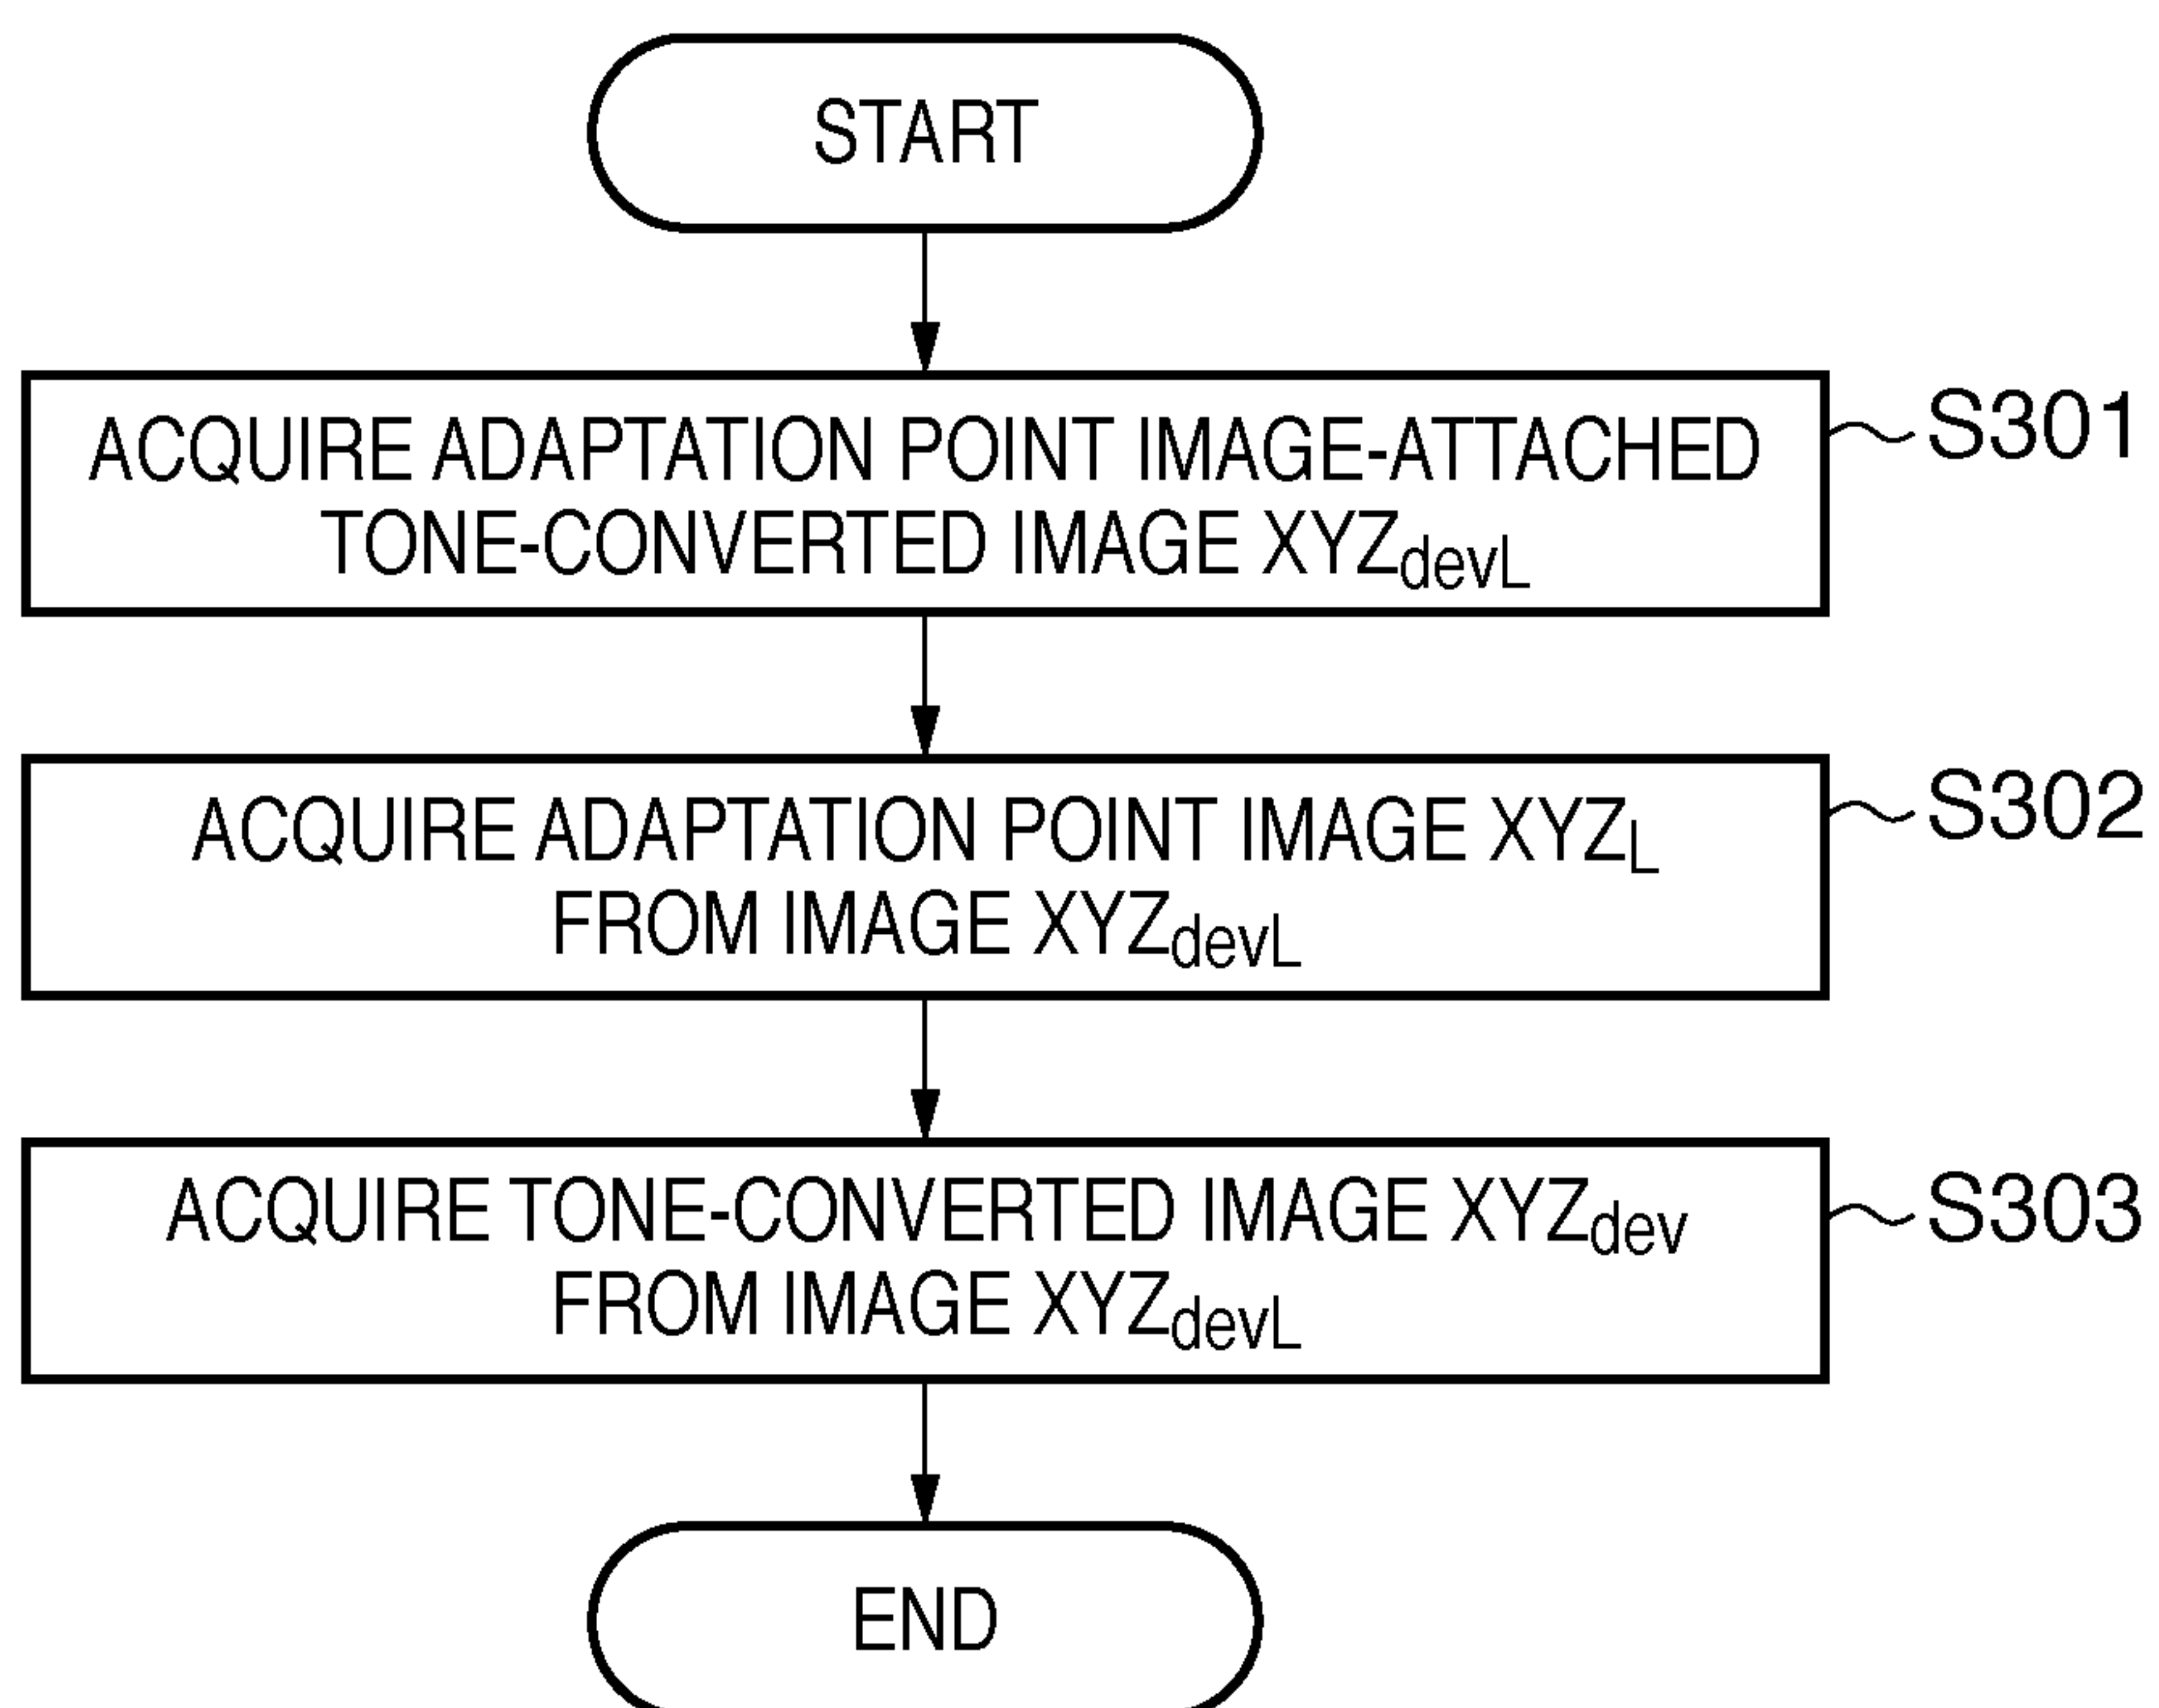 START
ACQUIRE ADAPTATION POINT IMAGE-ATTACHED
TONE-CONVERTED IMAGE XYZdevL
S301
ACQUIRE ADAPTATION POINT IMAGE XYZL
FROM IMAGE XYZdevL
S302
ACQUIRE TONE-CONVERTED IMAGE XYZdev
FROM IMAGE XYZdevL
S303
END